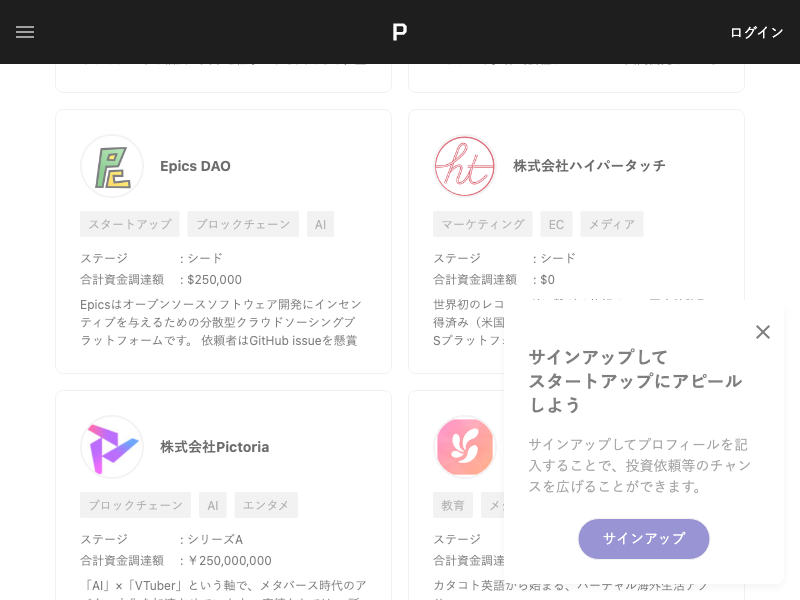 P
ログイン
Epics DAO
スタートアップ ブロックチェーン AI
ステージ : シード
合計資金調達額 : $250,000
Epicsはオープンソースソフトウェア開発にインセン
ティブを与えるための分散型クラウドソーシングプ
ラットフォームです。 依頼者はGitHub issueを懸賞
株式会社ハイパータッチ
マーケティング EC メディア
ステージ : シード
合計資金調達額 : $0
世界初のレコ
得済み（米国
Sプラットフォ
株式会社Pictoria
ブロックチェーン AI エンタメ
ステージ : シリーズA
合計資金調達額 : ￥250,000,000
「AI」×「VTuber」という軸で、メタバース時代のア
教育
ステージ
合計資金調達
カタコト英語から始まる、バーチャル海外生活アプ
サインアップして
スタートアップにアピール
しよう
サインアップしてプロフィールを記
入することで、投資依頼等のチャン
スを広げることができます。
サインアップ